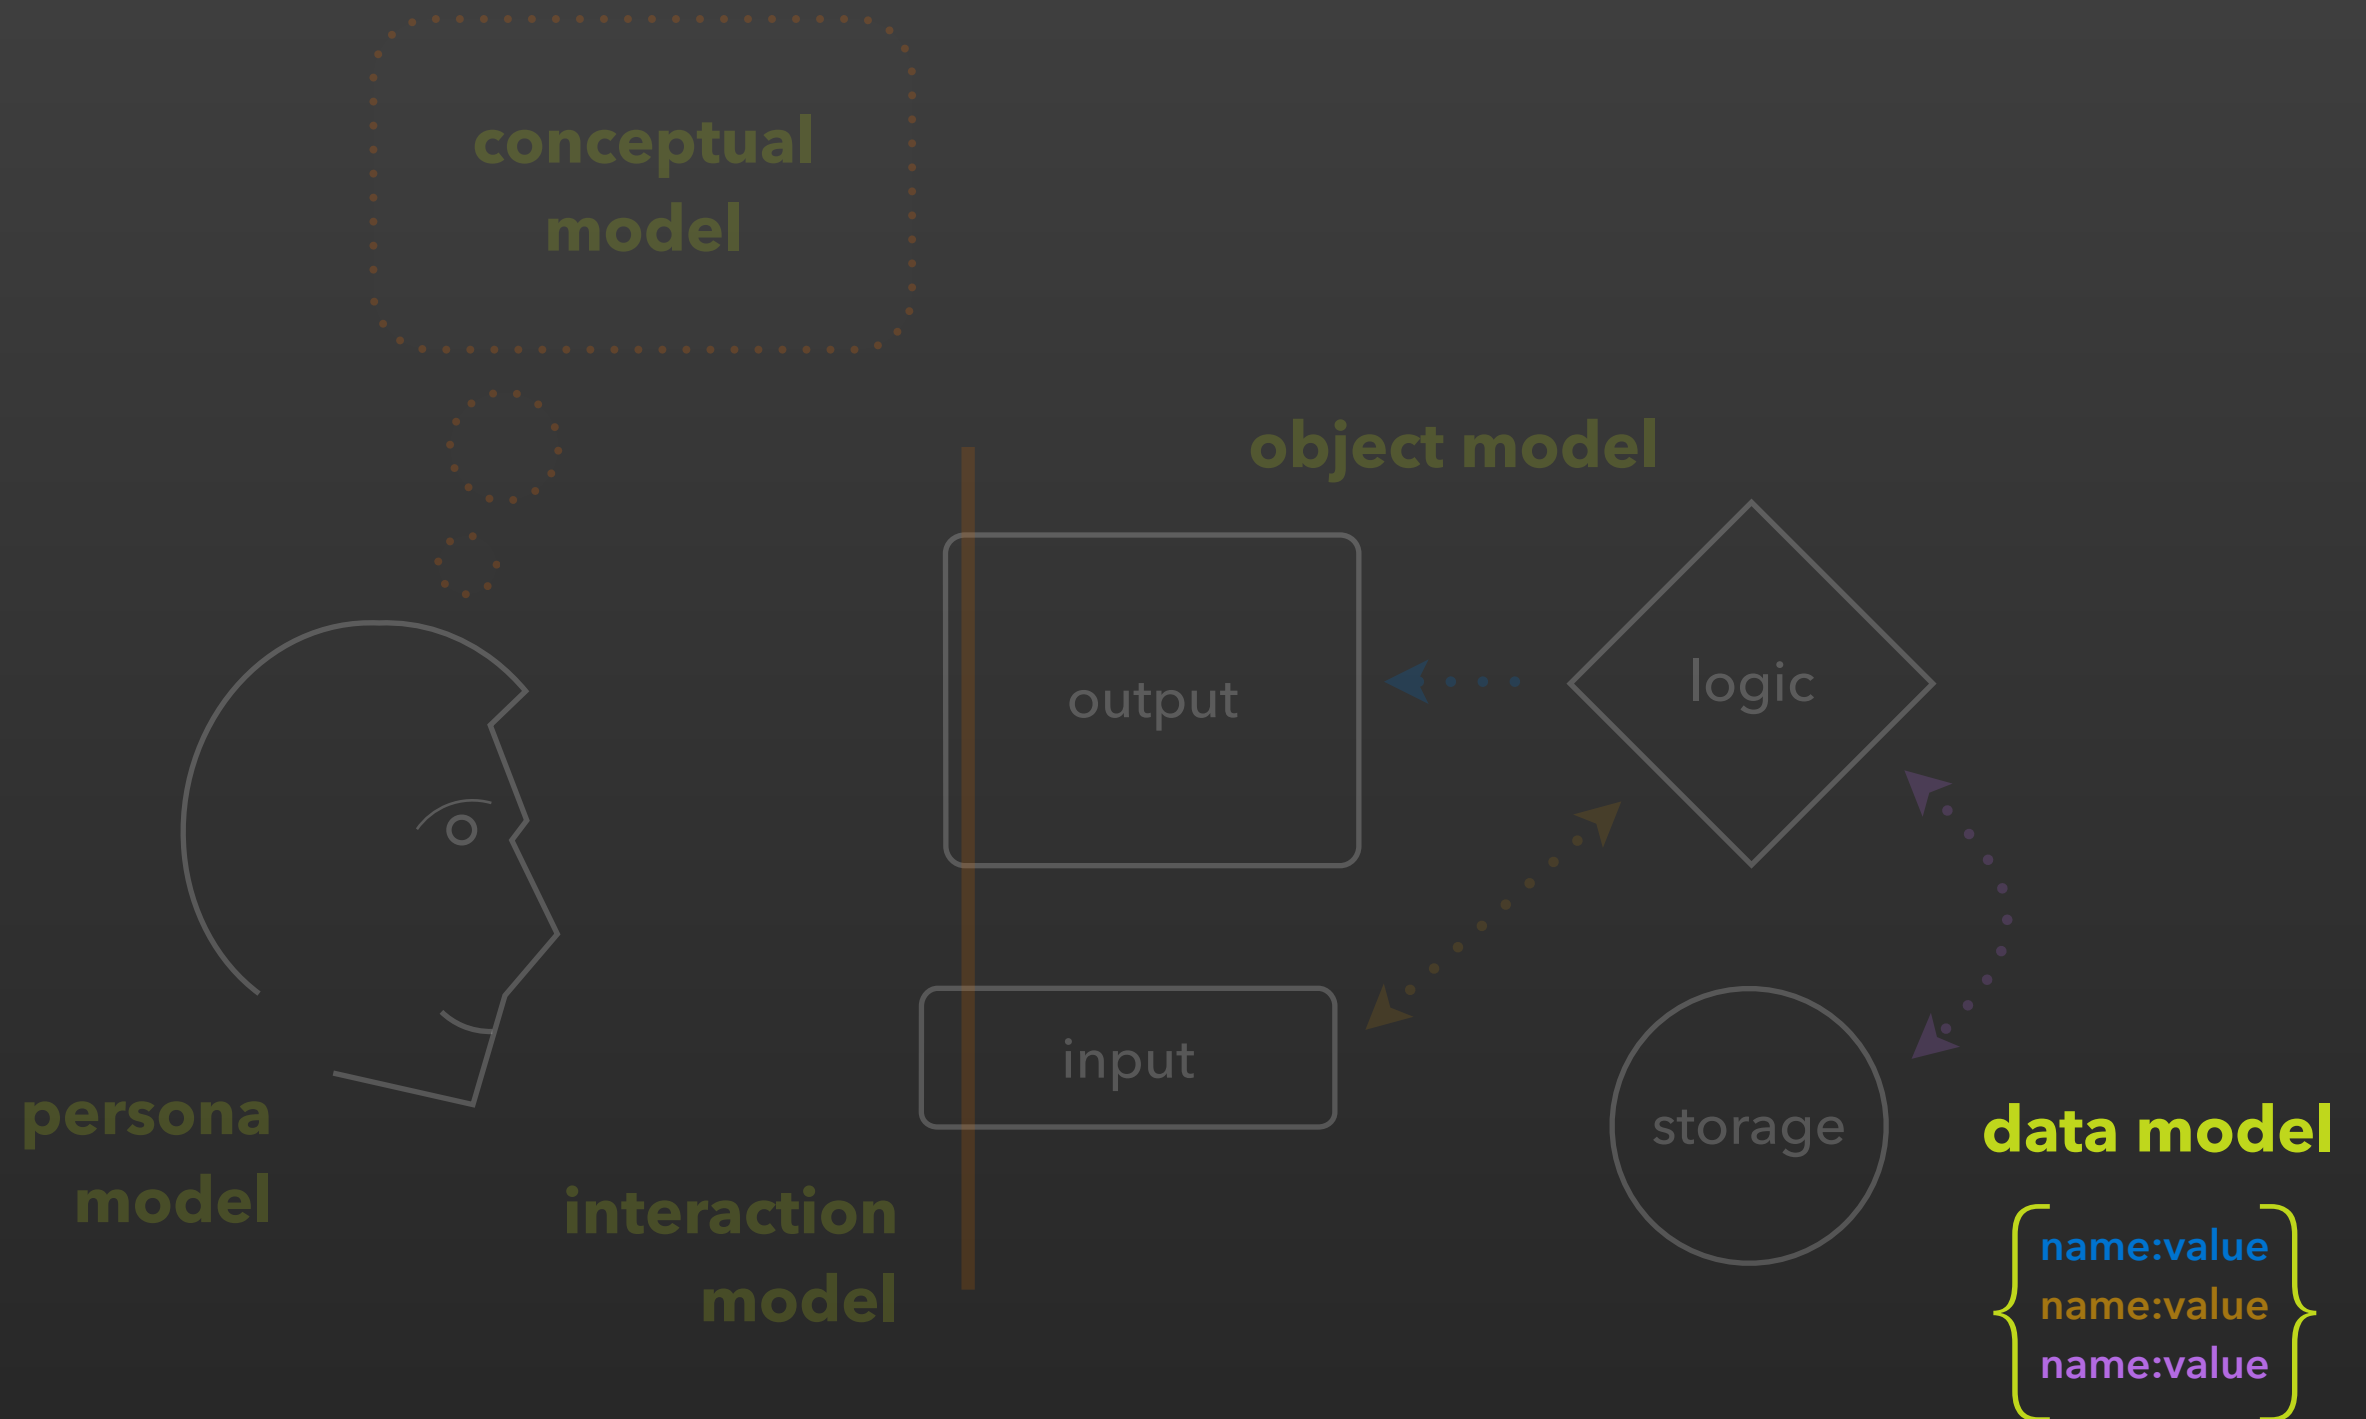 conceptual
model
object model
output
logic
input
storage
persona
model
interaction
model
data model
name:value
name:value
name:value